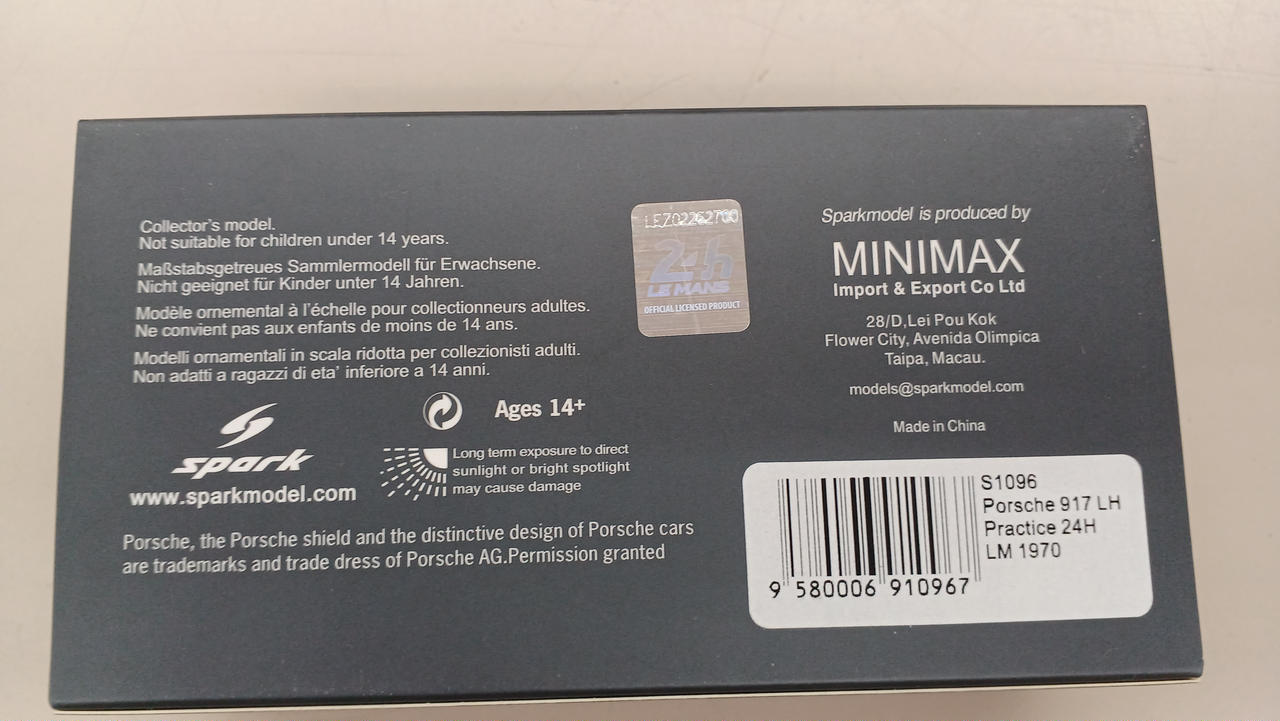 Collector's model.
Not suitable for children under 14 years.
Maßstabsgetreues Sammlermodell für Erwachsene.
Nicht geeignet für Kinder unter 14 Jahren.
Modèle ornemental à l'échelle pour collectionneurs adultes.
Ne convient pas aux enfants de moins de 14 ans.
Modelli ornamentali in scala ridotta per collezionisti adulti.
Non adatti a ragazzi di eta' inferiore a 14 anni.
Ages 14+
spark
www.sparkmodel.com
Long term exposure to direct
sunlight or bright spotlight
may cause damage
Porsche, the Porsche shield and the distinctive design of Porsche cars
are trademarks and trade dress of Porsche AG.Permission granted
LEZ02262700
24h
LE MANS
OFFICIAL LICENSED PRODUCT
Sparkmodel is produced by
MINIMAX
Import & Export Co Ltd
28/D,Lei Pou Kok
Flower City, Avenida Olimpica
Taipa, Macau.
models@sparkmodel.com
Made in China
S1096
Porsche 917 LH
Practice 24H
LM 1970
9 580006 910967